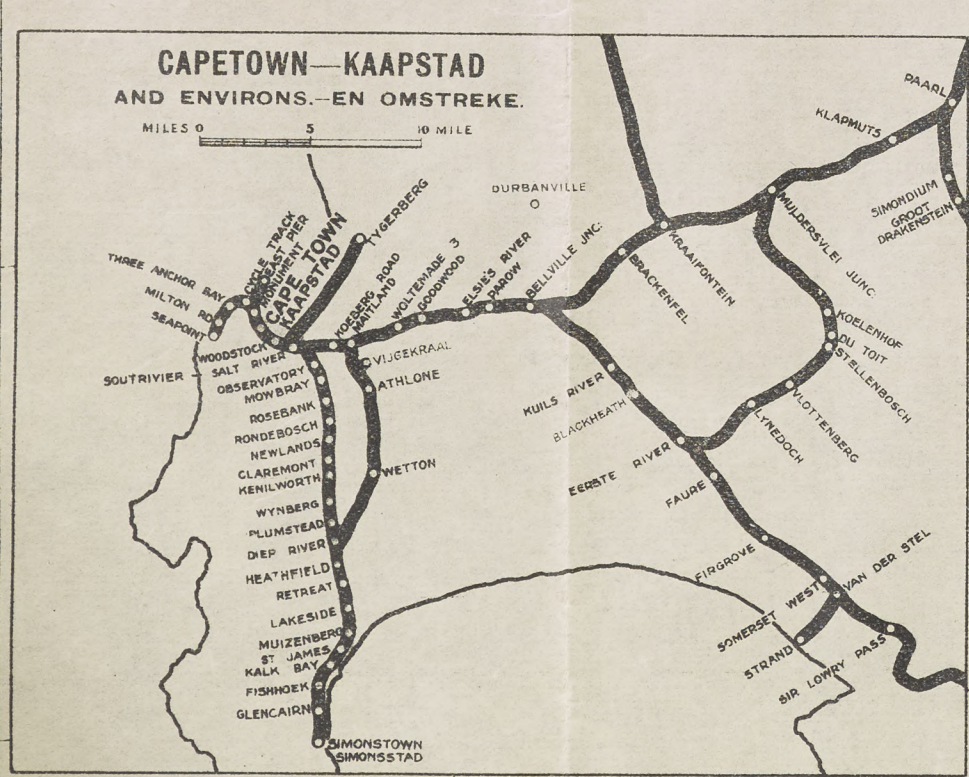 CAPETOWN—KAAPSTAD
AND ENVIRONS.—EN OMSTREKE.
MILES 0 5 10 MILE
PAARL
KLAPMUTS
SIMONDIUM
GROOT
DRAKENSTEIN
DURBANVILLE
TYGERBERG
CYCLE TRACK
MONUMENT
CAPE TOWN
KAAPSTAD
THREE ANCHOR BAY
MILTON RD
SEAPOINT
WOODSTOCK
SALT RIVER
SOUTRIVIER
KOEBERG ROAD
MAITLAND
WOLTEMADE 3
GOODWOOD
ELSIE'S RIVER
PAROW
BELLVILLE JNC:
BRACKENFEL
KRAAIFONTEIN
MULDERSVLEI JUNC:
KOELENHOF
DU TOIT
STELLENBOSCH
VLOTTENBERG
LYNEDOCH
VIJGEKRAAL
ATHLONE
WETTON
OBSERVATORY
MOWBRAY
ROSEBANK
RONDEBOSCH
NEWLANDS
CLAREMONT
KENILWORTH
WYNBERG
PLUMSTEAD
DIEP RIVER
HEATHFIELD
RETREAT
LAKESIDE
MUIZENBERG
ST JAMES
KALK BAY
FISHHOEK
GLENCAIRN
SIMONSTOWN
SIMONSSTAD
KUILS RIVER
BLACKHEATH
EERSTE RIVER
FAURE
FIRGROVE
VAN DER STEL
SOMERSET WEST
STRAND
SIR LOWRY PASS